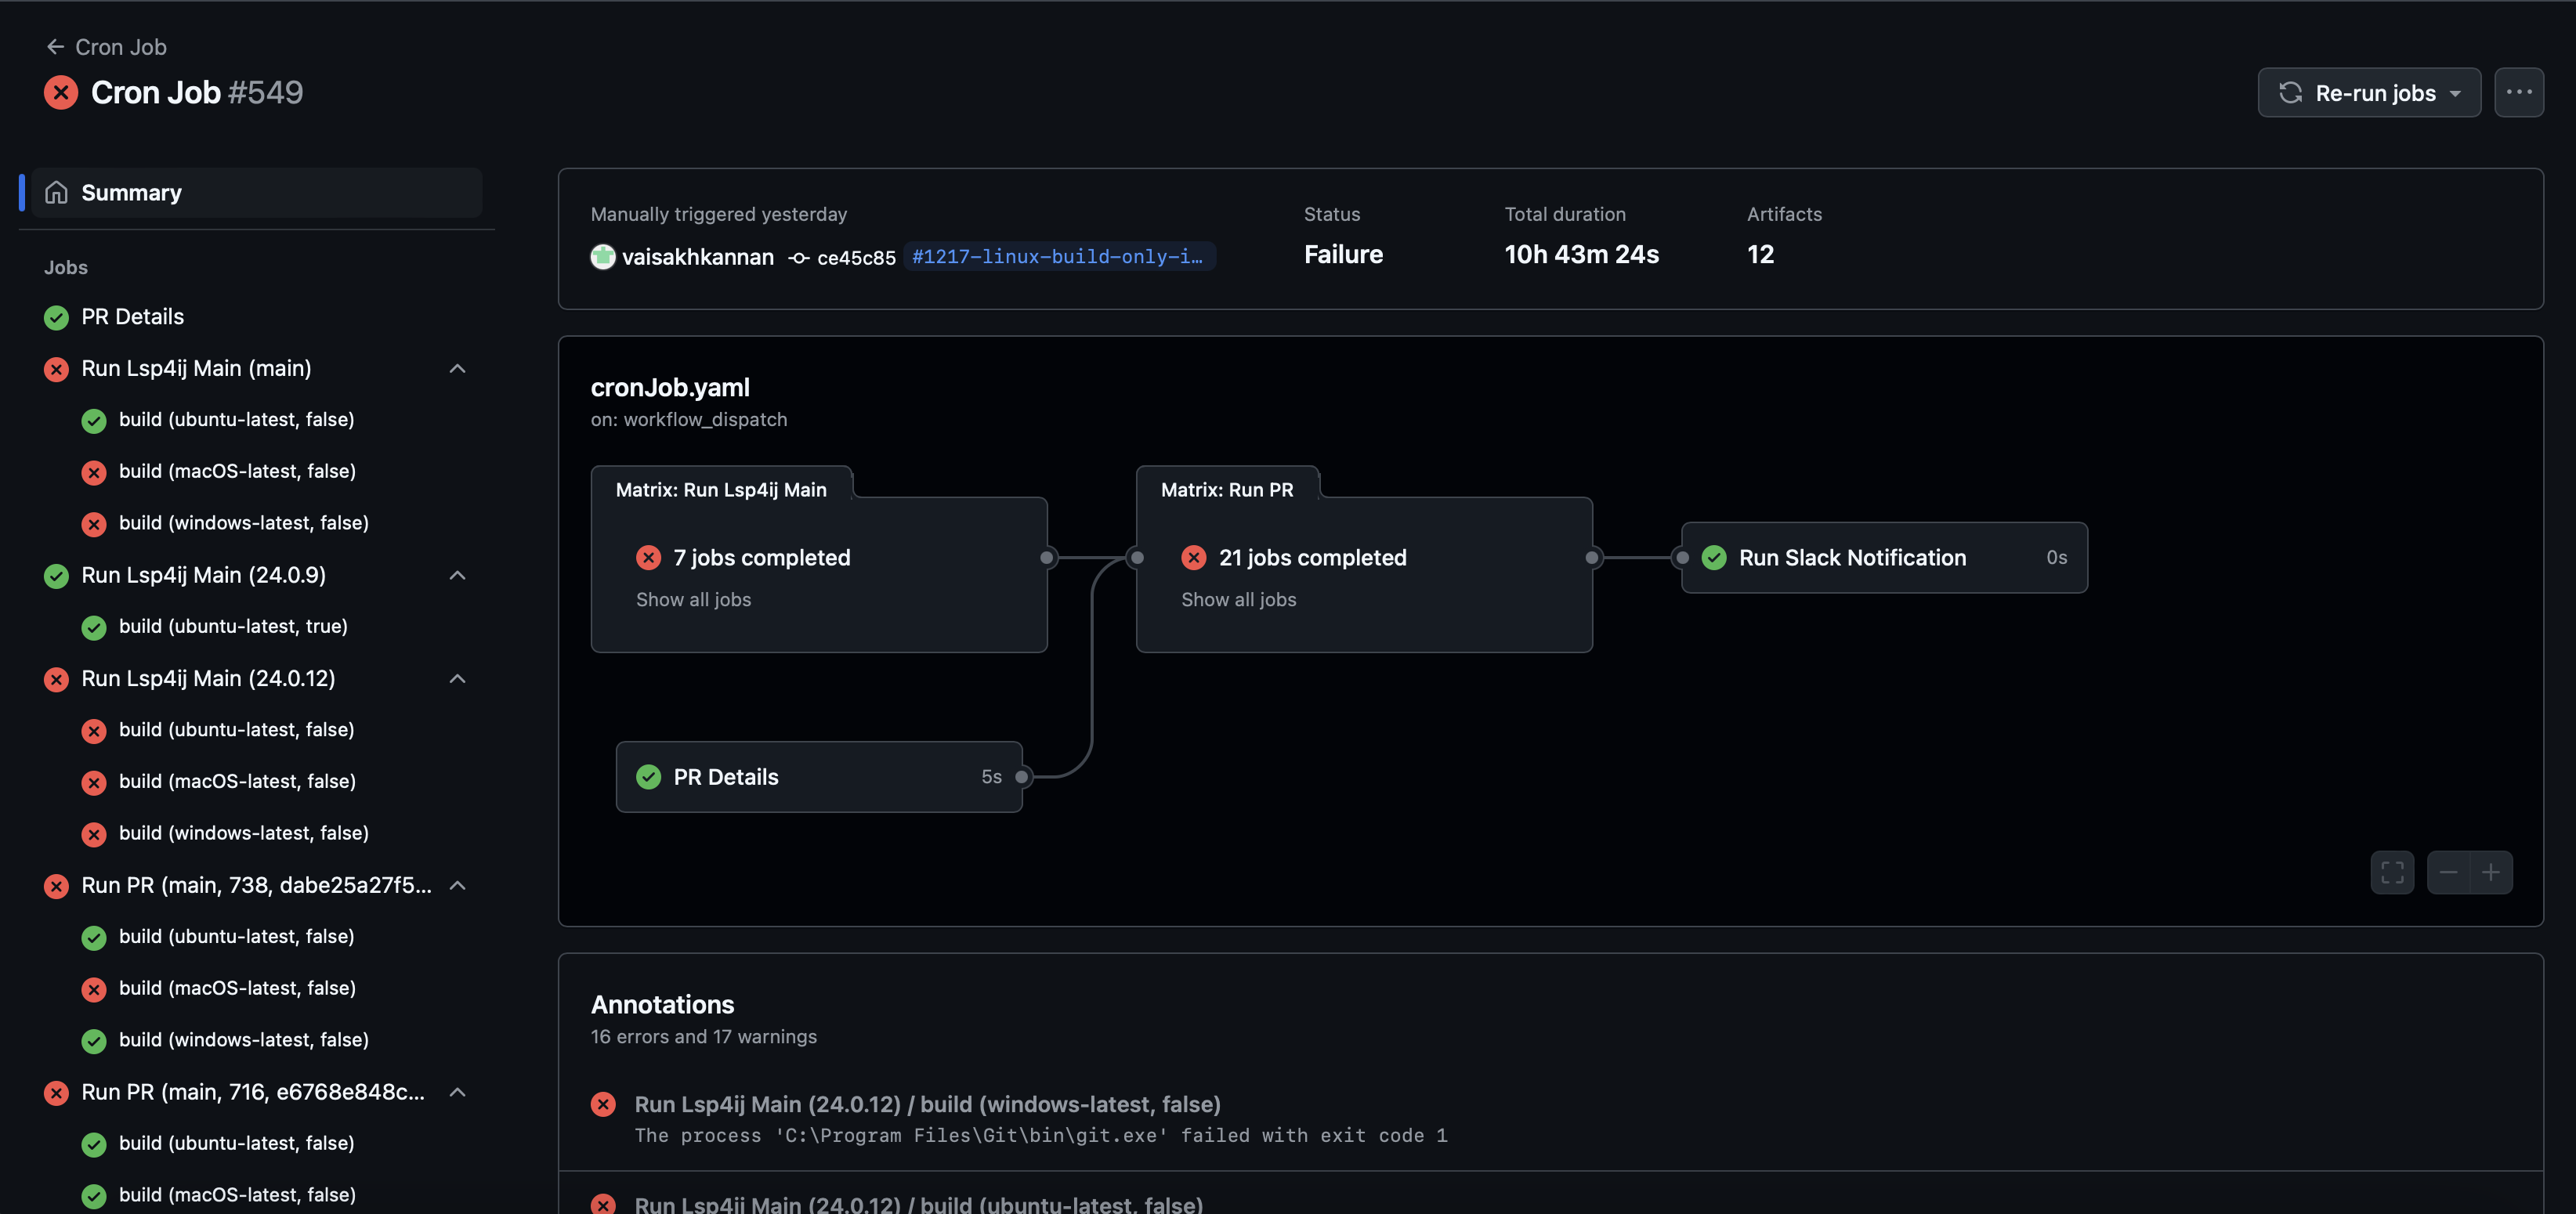 Cron Job
Cron Job #549
Re-run jobs
Summary
Jobs
PR Details
Run Lsp4ij Main (main)
build (ubuntu-latest, false)
build (macOS-latest, false)
build (windows-latest, false)
Run Lsp4ij Main (24.0.9)
build (ubuntu-latest, true)
Run Lsp4ij Main (24.0.12)
build (ubuntu-latest, false)
build (macOS-latest, false)
build (windows-latest, false)
Run PR (main, 738, dabe25a27f5...
build (ubuntu-latest, false)
build (macOS-latest, false)
build (windows-latest, false)
Run PR (main, 716, e6768e848c...
build (ubuntu-latest, false)
build (macOS-latest, false)
Manually triggered yesterday
vaisakhkannan ce45c85 #1217-linux-build-only-i…
Status
Failure
Total duration
10h 43m 24s
Artifacts
12
cronJob.yaml
on: workflow_dispatch
Matrix: Run Lsp4ij Main
7 jobs completed
Show all jobs
Matrix: Run PR
21 jobs completed
Show all jobs
Run Slack Notification 0s
PR Details 5s
Annotations
16 errors and 17 warnings
Run Lsp4ij Main (24.0.12) / build (windows-latest, false)
The process 'C:\Program Files\Git\bin\git.exe' failed with exit code 1
Run Lsp4ij Main (24.0.12) / build (ubuntu-latest, false)